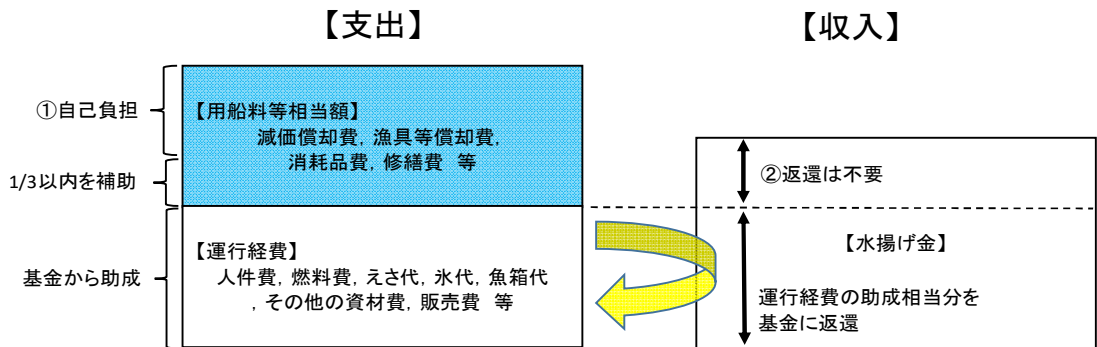 【支出】
【収入】
①自己負担
1/3以内を補助
基金から助成
【用船料等相当額】
減価償却費，漁具等償却費，
消耗品費，修繕費 等
【運行経費】
人件費，燃料費，えさ代，氷代，魚箱代
，その他の資材費，販売費 等
②返還は不要
【水揚げ金】
運行経費の助成相当分を
基金に返還